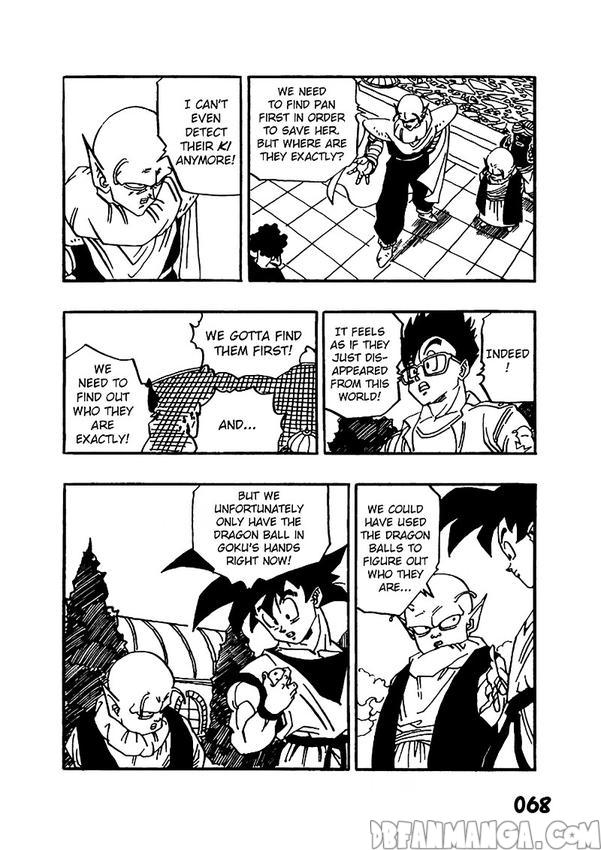 WE NEED
TO FIND PAN
FIRST IN ORDER
TO SAVE HER,
BUT WHERE ARE
THEY EXACTLY?
I CAN'T
EVEN
DETECT
THEIR KI
ANYMORE!
INDEED!
IT FEELS
AS IF THEY
JUST DIS-
APPEARED
FROM THIS
WORLD!
WE GOTTA FIND
THEM FIRST!
AND...
WE
NEED TO
FIND OUT
WHO THEY
ARE
EXACTLY!
WE COULD
HAVE USED
THE DRAGON
BALLS TO
FIGURE OUT
WHO THEY
ARE...
BUT WE
UNFORTUNATELY
ONLY HAVE THE
DRAGON BALL IN
GOKU'S HANDS
RIGHT NOW!
068
DBFANMANGA.COM